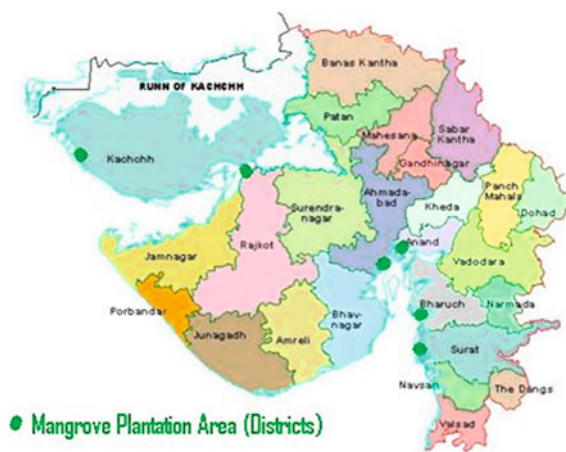 Banas Kantha
RUNN OF KACHCHH
Patan
Sabar
Kantha
Mahesana
Kachchh
Gandhinagar
Ahmada-
bad
Panch
Mahals
Kheda
Dohad
Surendra-
nagar
Anand
Rajkot
Jamnagar
Vadodara
Bharuch
Narmada
Porbandar
Bhav-
nagar
Junagadh
Amreli
Surat
Navsari
The Dangs
Valsad
Mangrove Plantation Area (Districts)